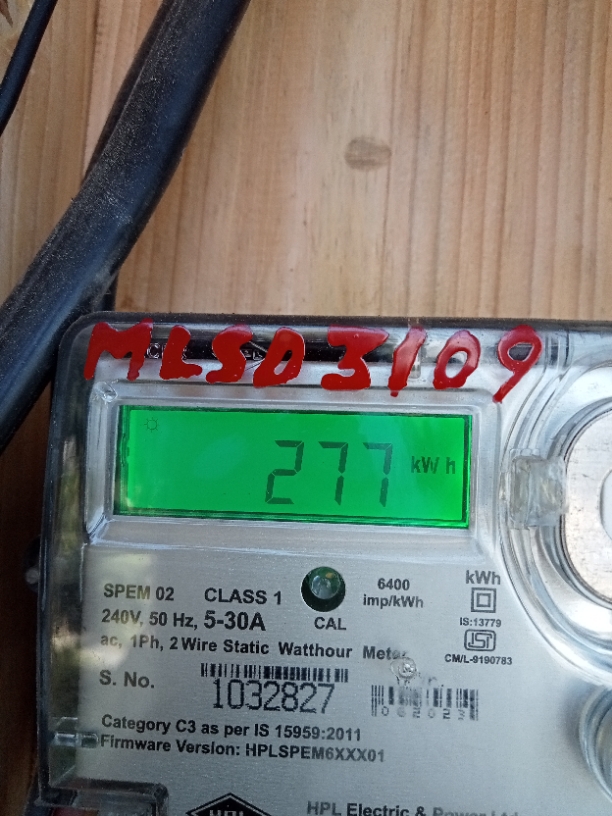 MLSD3109
277 kWh
SPEM 02 CLASS 1
6400 imp/kWh
kWh
240V, 50 Hz, 5-30A
CAL
IS:13779
ac, 1Ph, 2 Wire Static Watthour Meter
CM/L-9190783
S. No.
1032827
Category C3 as per IS 15959:2011
Firmware Version: HPLSPEM6XXX01
HPL
HPL Electric & Power Ltd